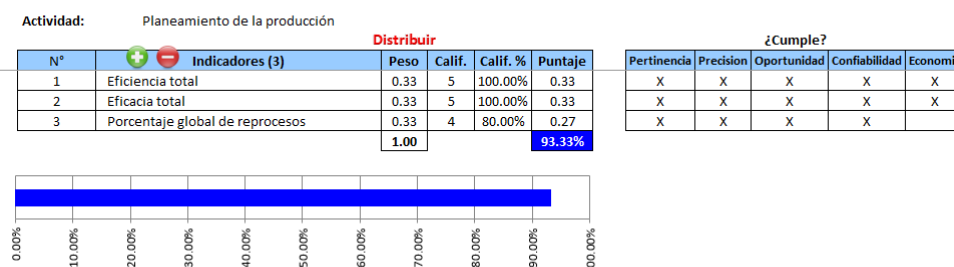 Actividad: Planeamiento de la producción
Distribuir ¿Cumple?
N° Indicadores (3) Peso Calif. Calif. % Puntaje Pertinencia Precision Oportunidad Confiabilidad Economi
1 Eficiencia total 0.33 5 100.00% 0.33 X X X X X
2 Eficacia total 0.33 5 100.00% 0.33 X X X X X
3 Porcentaje global de reprocesos 0.33 4 80.00% 0.27 X X X X
1.00 93.33%
0.00% 10.00% 20.00% 30.00% 40.00% 50.00% 60.00% 70.00% 80.00% 90.00% 00.00%